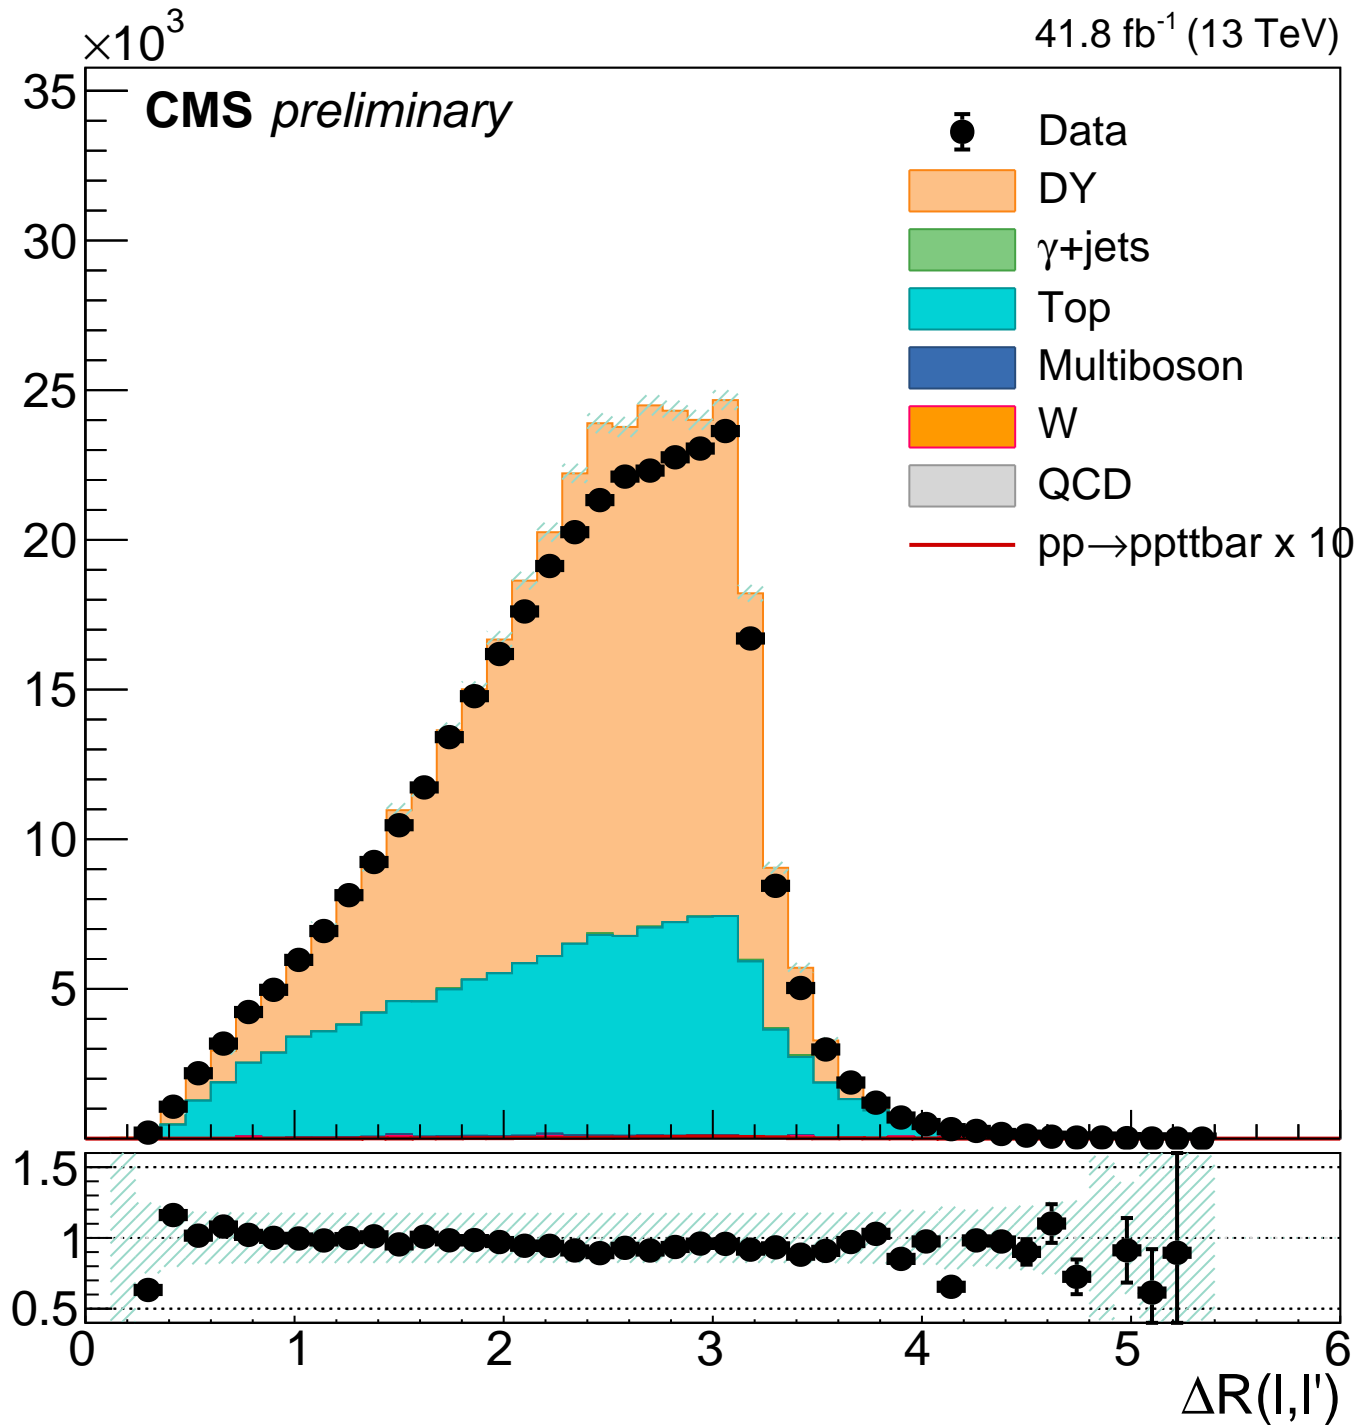 ×10³
41.8 fb⁻¹ (13 TeV)
CMS preliminary
35
30
25
20
15
10
5
Data
DY
γ+jets
Top
Multiboson
W
QCD
pp→ppttbar x 10
1.5
1
0.5
0 1 2 3 4 5 6
ΔR(l,l')